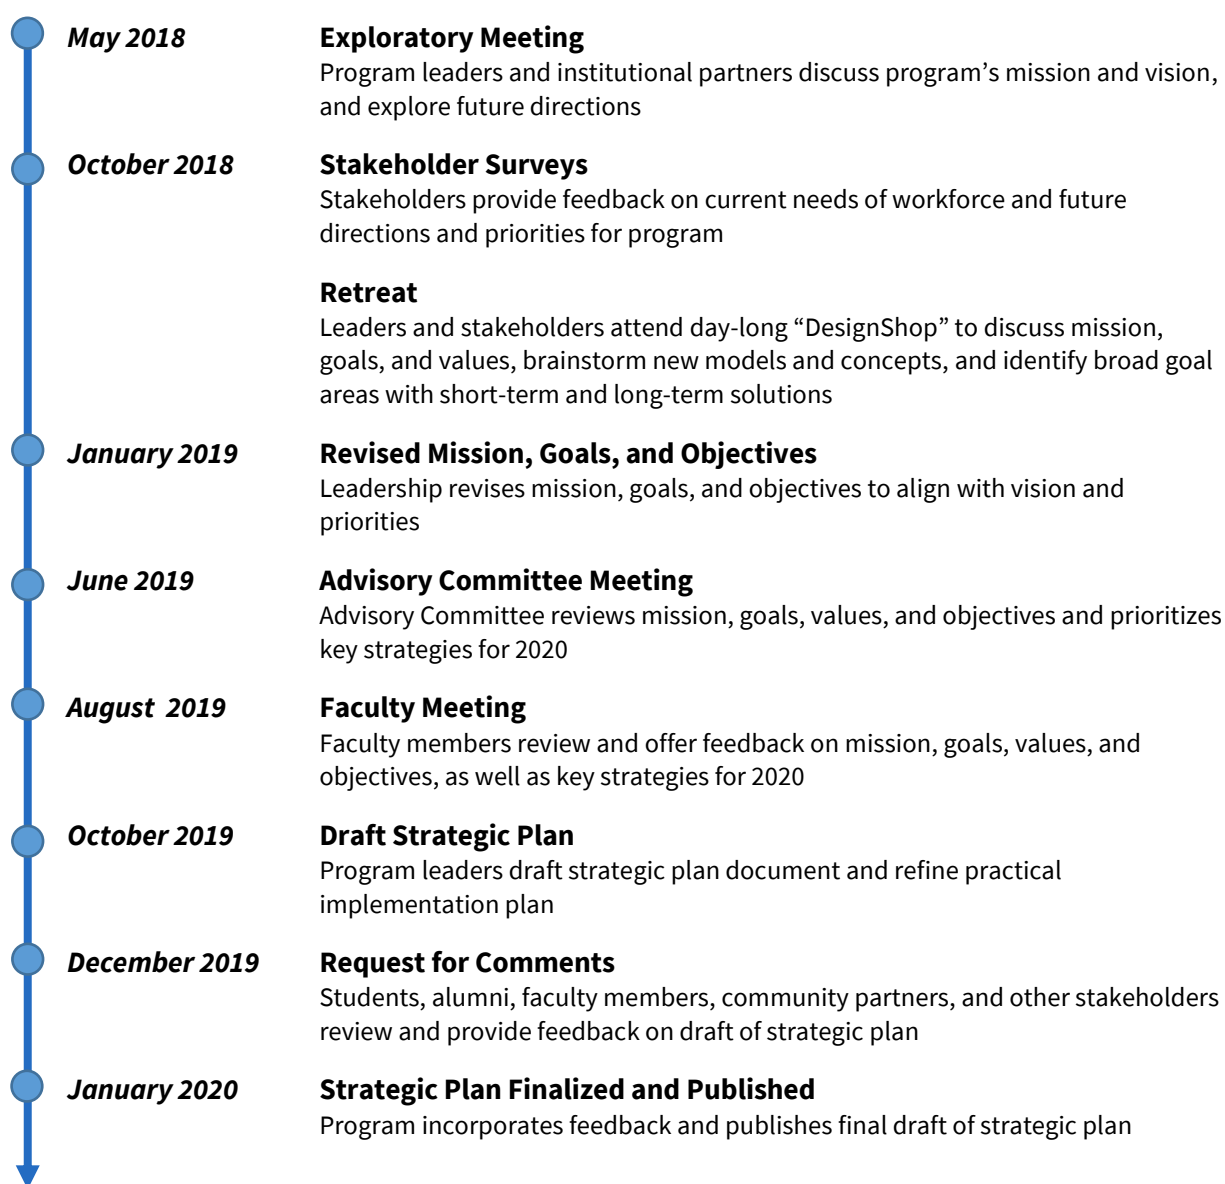 May 2018
Exploratory Meeting
Program leaders and institutional partners discuss program’s mission and vision,
and explore future directions
October 2018
Stakeholder Surveys
Stakeholders provide feedback on current needs of workforce and future
directions and priorities for program
Retreat
Leaders and stakeholders attend day-long “DesignShop” to discuss mission,
goals, and values, brainstorm new models and concepts, and identify broad goal
areas with short-term and long-term solutions
January 2019
Revised Mission, Goals, and Objectives
Leadership revises mission, goals, and objectives to align with vision and
priorities
June 2019
Advisory Committee Meeting
Advisory Committee reviews mission, goals, values, and objectives and prioritizes
key strategies for 2020
August  2019
Faculty Meeting
Faculty members review and offer feedback on mission, goals, values, and
objectives, as well as key strategies for 2020
October 2019
Draft Strategic Plan
Program leaders draft strategic plan document and refine practical
implementation plan
December 2019
Request for Comments
Students, alumni, faculty members, community partners, and other stakeholders
review and provide feedback on draft of strategic plan
January 2020
Strategic Plan Finalized and Published
Program incorporates feedback and publishes final draft of strategic plan